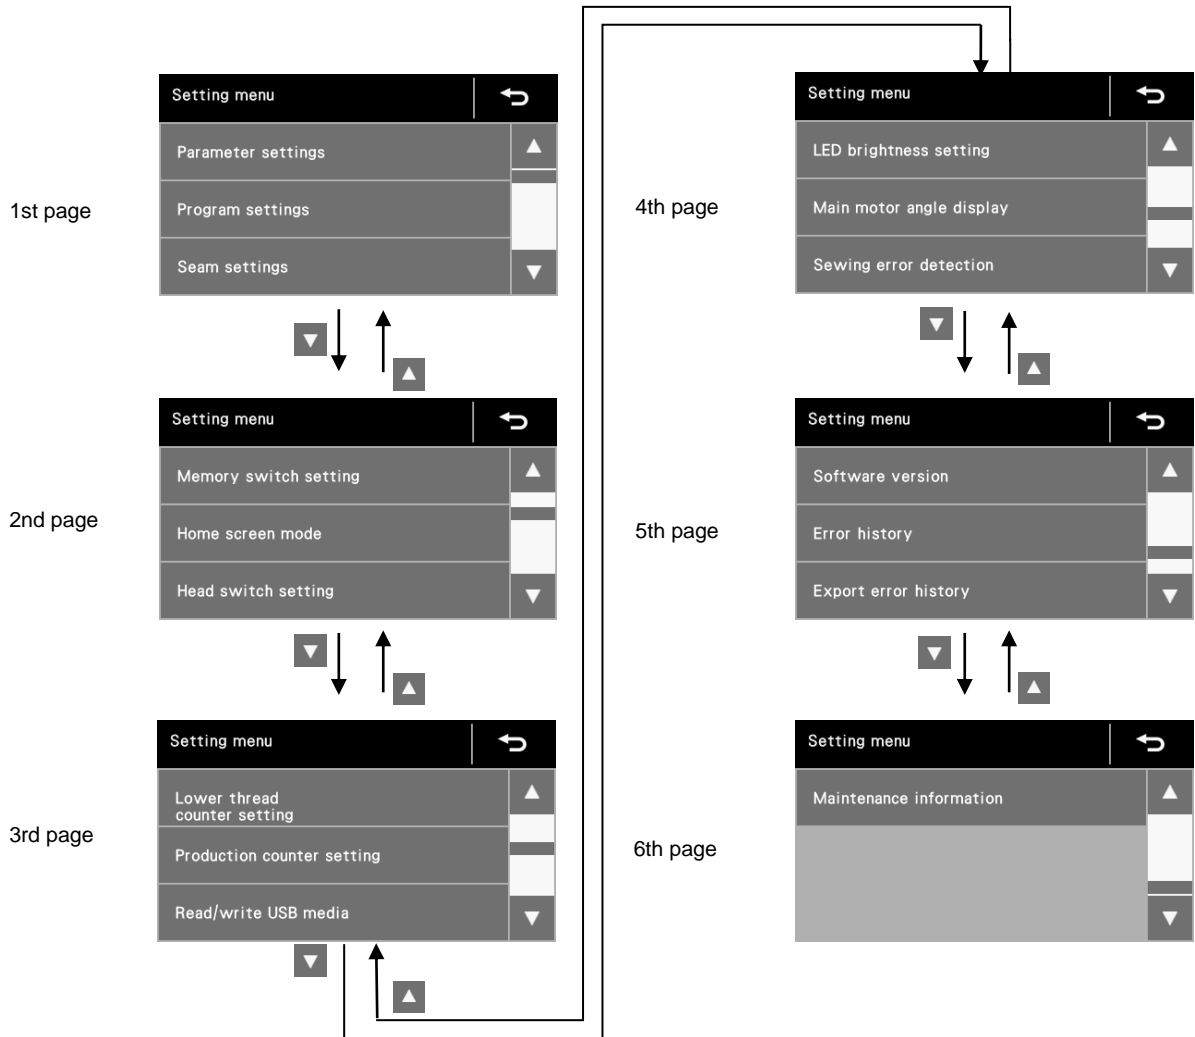 Setting menu
Parameter settings
1st page
Program settings
Seam settings
Setting menu
Memory switch setting
2nd page
Home screen mode
Head switch setting
Setting menu
Lower thread
counter setting
3rd page
Production counter setting
Read/write USB media
Setting menu
LED brightness setting
4th page
Main motor angle display
Sewing error detection
Setting menu
Software version
5th page
Error history
Export error history
Setting menu
Maintenance information
6th page